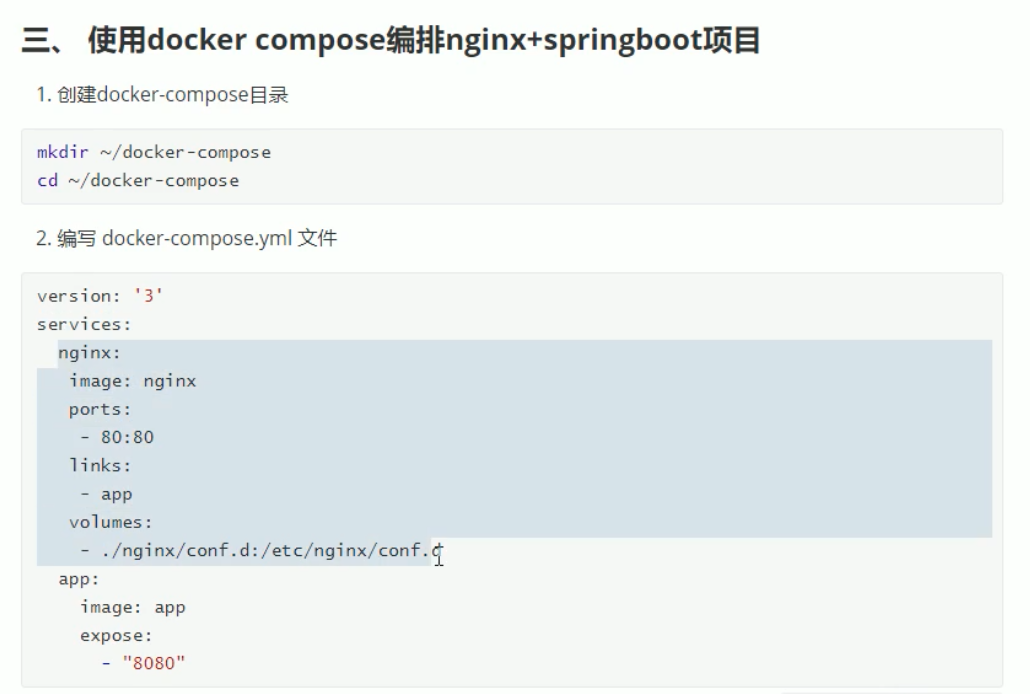 三、 使用docker compose编排nginx+springboot项目
1. 创建docker-compose目录
mkdir ~/docker-compose
cd ~/docker-compose
2. 编写 docker-compose.yml 文件
version: '3'
services:
  nginx:
   image: nginx
   ports:
    - 80:80
   links:
    - app
   volumes:
    - ./nginx/conf.d:/etc/nginx/conf.d
  app:
    image: app
    expose:
      - "8080"